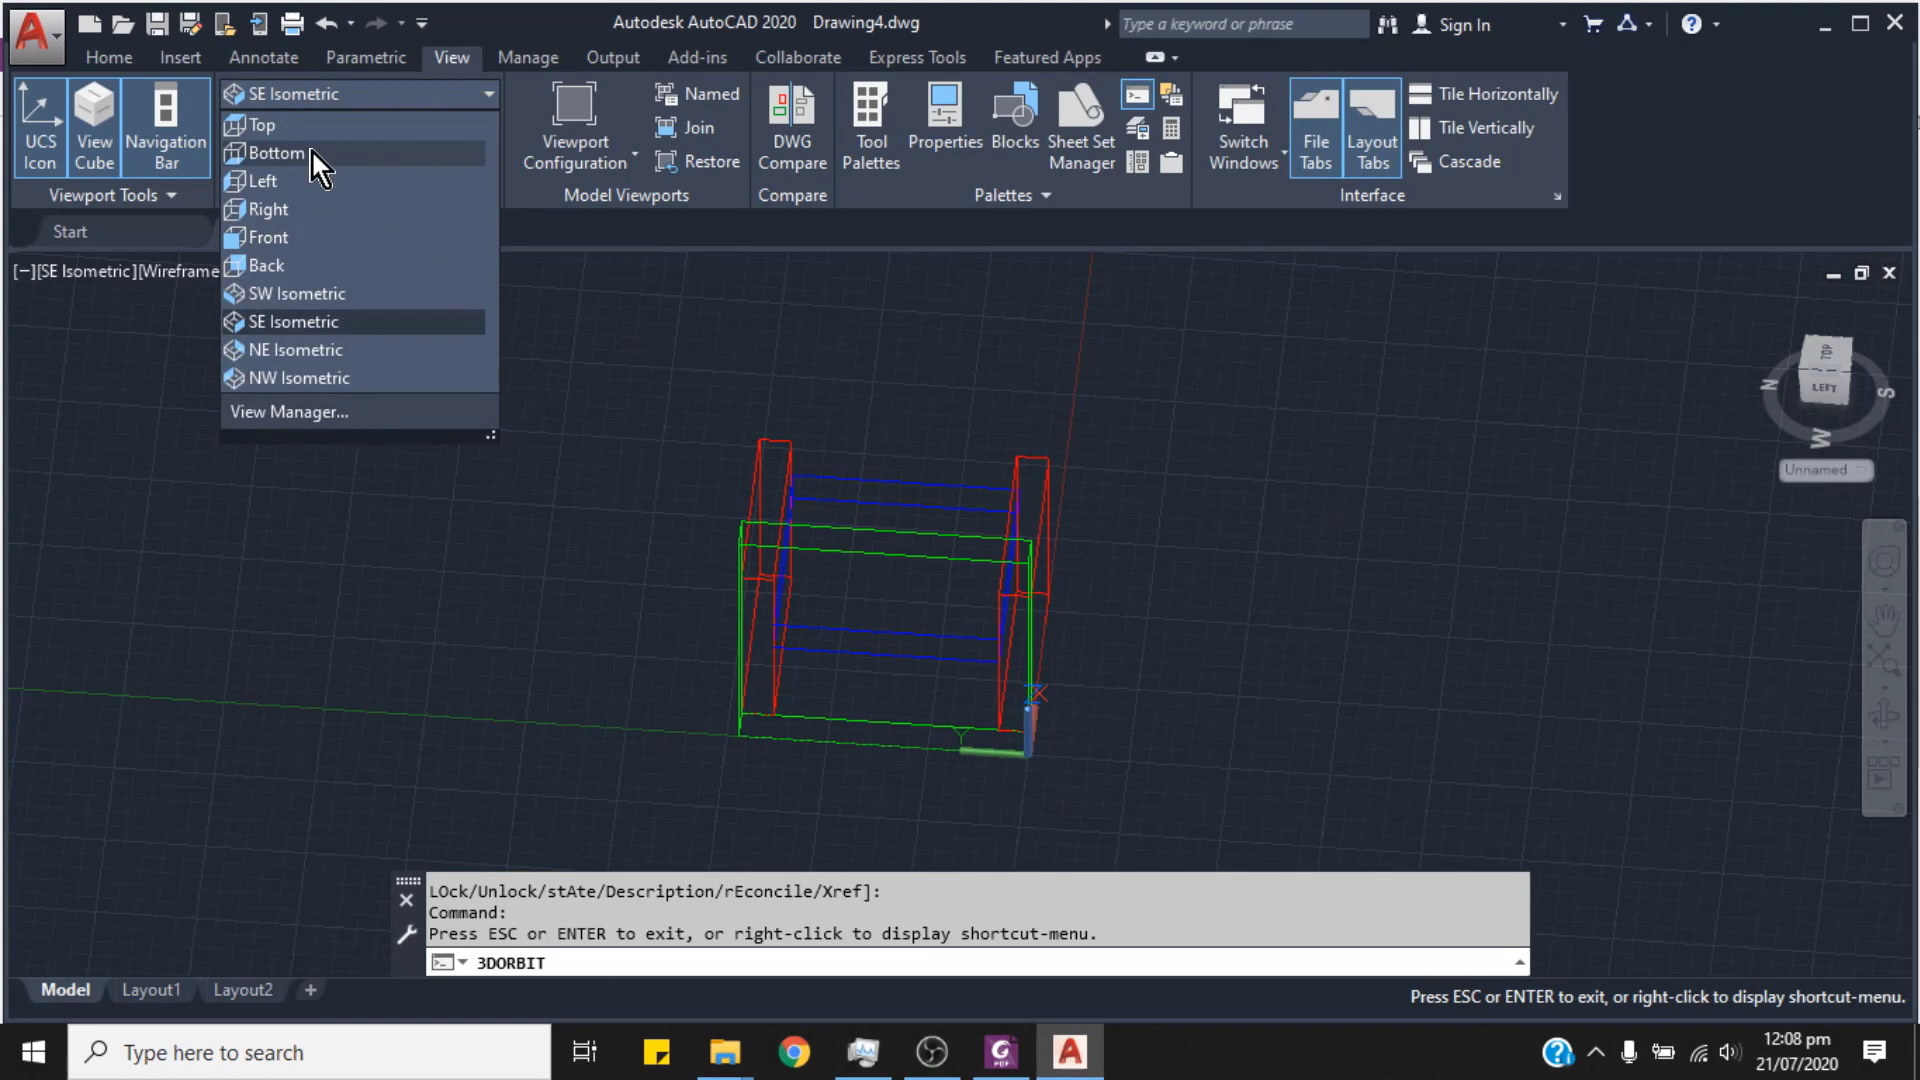 Autodesk AutoCAD 2020 Drawing4.dwg
Type a keyword or phrase
Sign In
Home Insert Annotate Parametric View Manage Output Add-ins Collaborate Express Tools Featured Apps
UCS
Icon
View
Cube
Navigation
Bar
Viewport Tools
SE Isometric
Top
Bottom
Left
Right
Front
Back
SW Isometric
SE Isometric
NE Isometric
NW Isometric
View Manager...
Viewport
Configuration
Named
Join
Restore
Model Viewports
DWG
Compare
Compare
Tool
Palettes
Properties
Blocks
Sheet Set
Manager
Palettes
Switch
Windows
File
Tabs
Layout
Tabs
Tile Horizontally
Tile Vertically
Cascade
Interface
Start
[−][SE Isometric][Wireframe
TOP
LEFT
N
S
W
Unnamed
X
Y
Z
LOck/Unlock/stAte/Description/rEconcile/Xref]:
Command:
Press ESC or ENTER to exit, or right-click to display shortcut-menu.
3DORBIT
Model Layout1 Layout2 +
Press ESC or ENTER to exit, or right-click to display shortcut-menu.
Type here to search
12:08 pm
21/07/2020